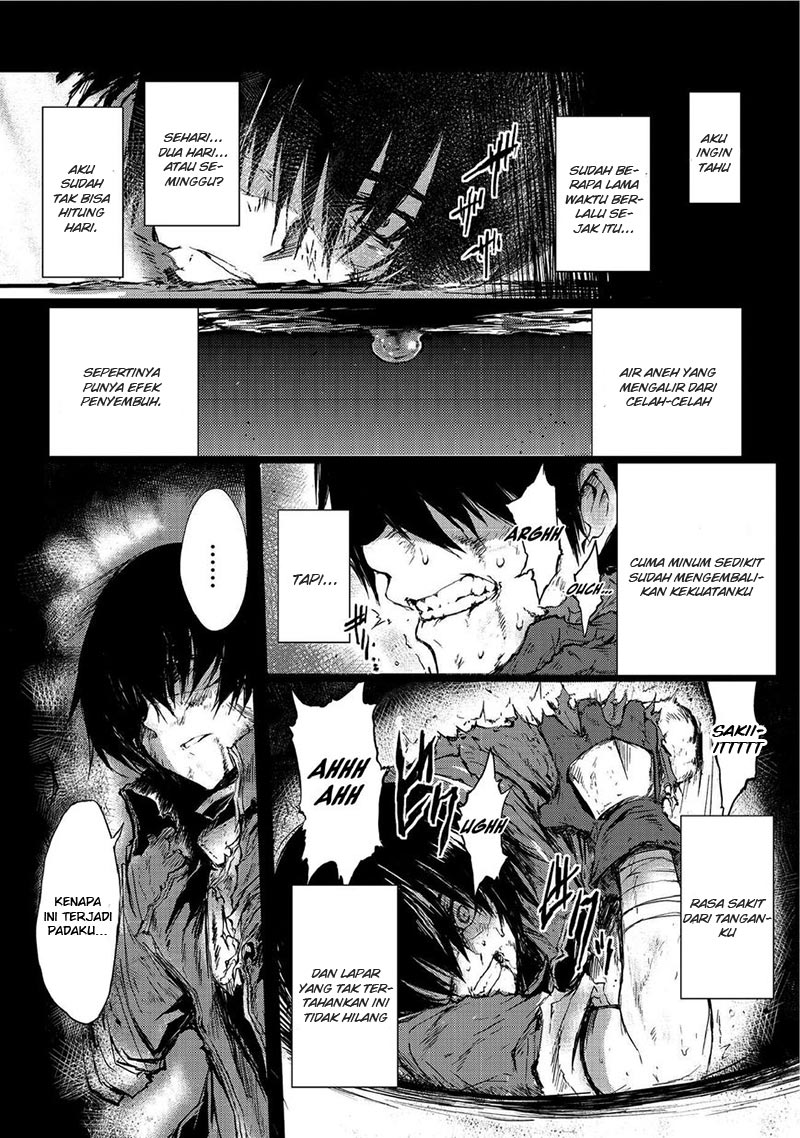 AKU
INGIN
TAHU
SUDAH BE-
RAPA LAMA
WAKTU BER-
LALU SE-
JAK ITU...
SEHARI...
DUA HARI...
ATAU SE-
MINGGU?
AKU
SUDAH
TAK BISA
HITUNG
HARI.
AIR ANEH YANG
MENGALIR DARI
CELAH-CELAH
SEPERTINYA
PUNYA EFEK
PENYEMBUH.
CUMA MINUM SEDIKIT
SUDAH MENGEMBALI-
KAN KEKUATANKU
ARGHH
OUCH...
TAPI...
SAKII-
ITTTTT
RASA SAKIT
DARI TANGAN-
KU
UGHH
AHHH
AHH
DAN LAPAR
YANG TAK TER-
TAHANKAN INI
TIDAK HILANG
.......
KENAPA
INI TERJADI
PADAKU...